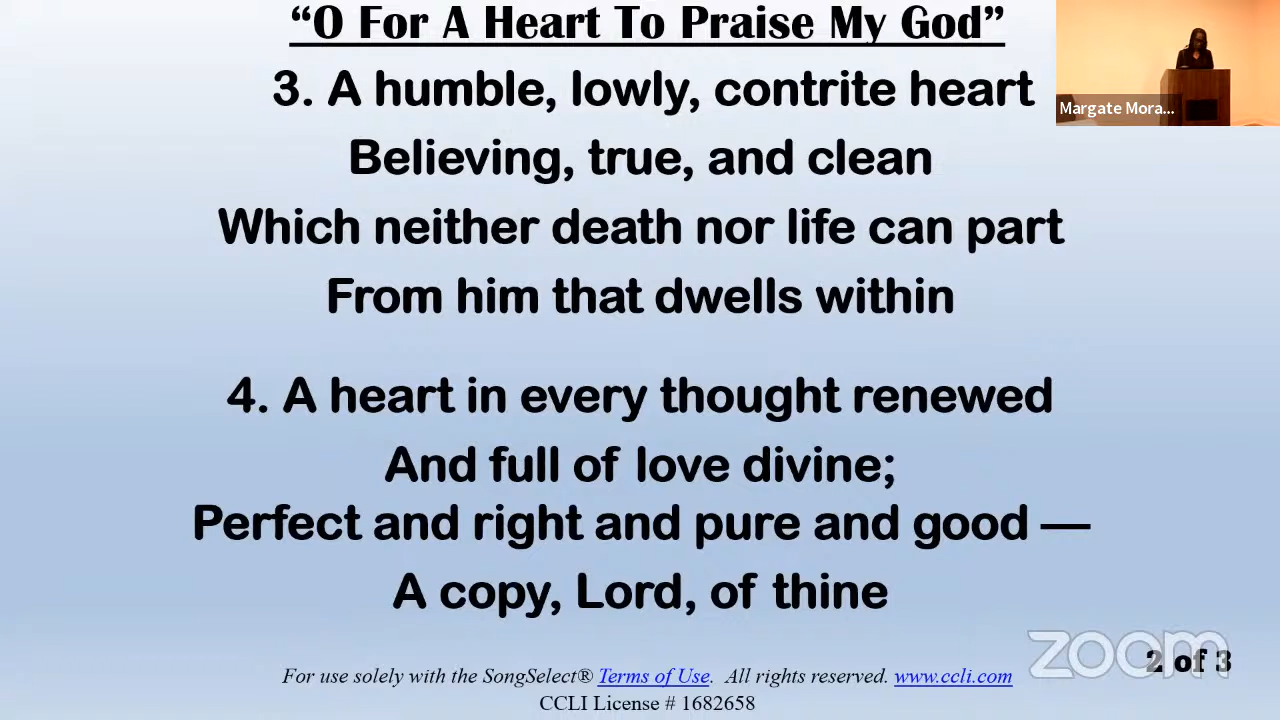 “O For A Heart To Praise My God”
3. A humble, lowly, contrite heart
Believing, true, and clean
Which neither death nor life can part
From him that dwells within
4. A heart in every thought renewed
And full of love divine;
Perfect and right and pure and good —
A copy, Lord, of thine
For use solely with the SongSelect® Terms of Use. All rights reserved. www.ccli.com
CCLI License # 1682658
Margate Mora...
zoom
2 of 3